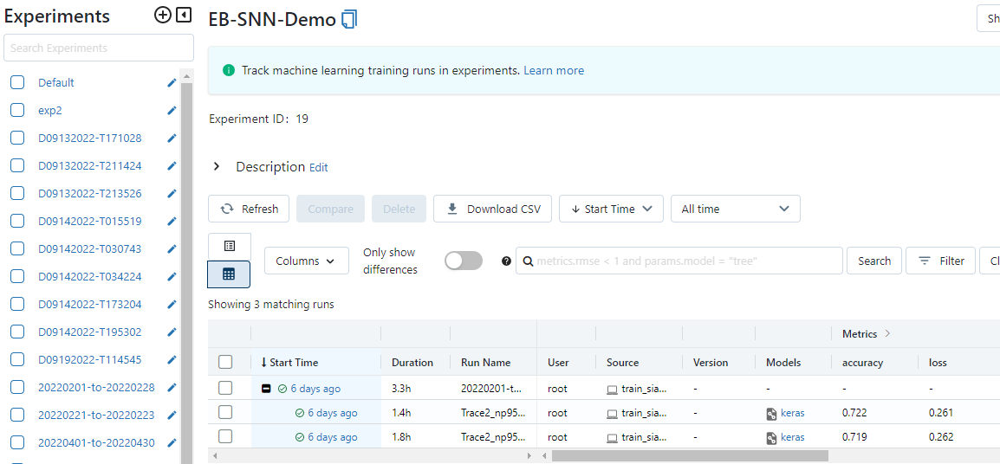 Experiments
Search Experiments
Default
exp2
D09132022-T171028
D09132022-T211424
D09132022-T213526
D09142022-T015519
D09142022-T030743
D09142022-T034224
D09142022-T173204
D09142022-T195302
D09192022-T114545
20220201-to-20220228
20220221-to-20220223
20220401-to-20220430
EB-SNN-Demo
Sh
Track machine learning training runs in experiments. Learn more
Experiment ID: 19
Description Edit
Refresh Compare Delete Download CSV Start Time All time
Columns Only show differences metrics.rmse < 1 and params.model = "tree" Search Filter Cl
Showing 3 matching runs
Metrics
Start Time Duration Run Name User Source Version Models accuracy loss
6 days ago 3.3h 20220201-t... root train_sia... - - - -
6 days ago 1.4h Trace2_np95... root train_sia... - keras 0.722 0.261
6 days ago 1.8h Trace2_np95... root train_sia... - keras 0.719 0.262